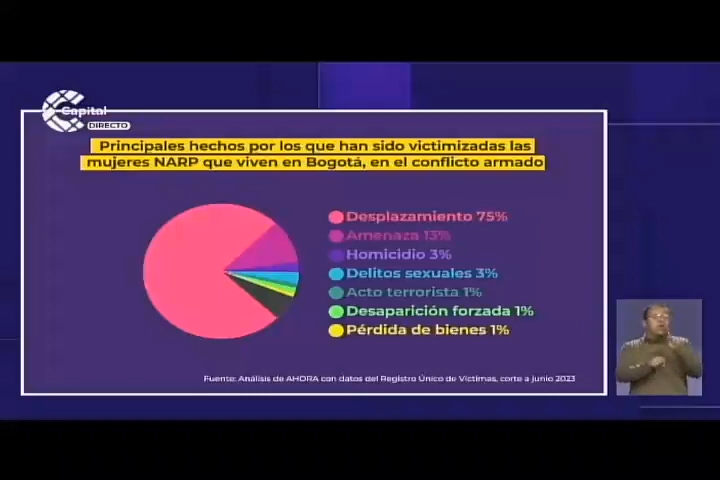 Capital
DIRECTO
Principales hechos por los que han sido victimizadas las
mujeres NARP que viven en Bogotá, en el conflicto armado
Desplazamiento 75%
Amenaza 13%
Homicidio 3%
Delitos sexuales 3%
Acto terrorista 1%
Desaparición forzada 1%
Pérdida de bienes 1%
Fuente: Análisis de AHORA con datos del Registro Único de Víctimas, corte a junio 2023